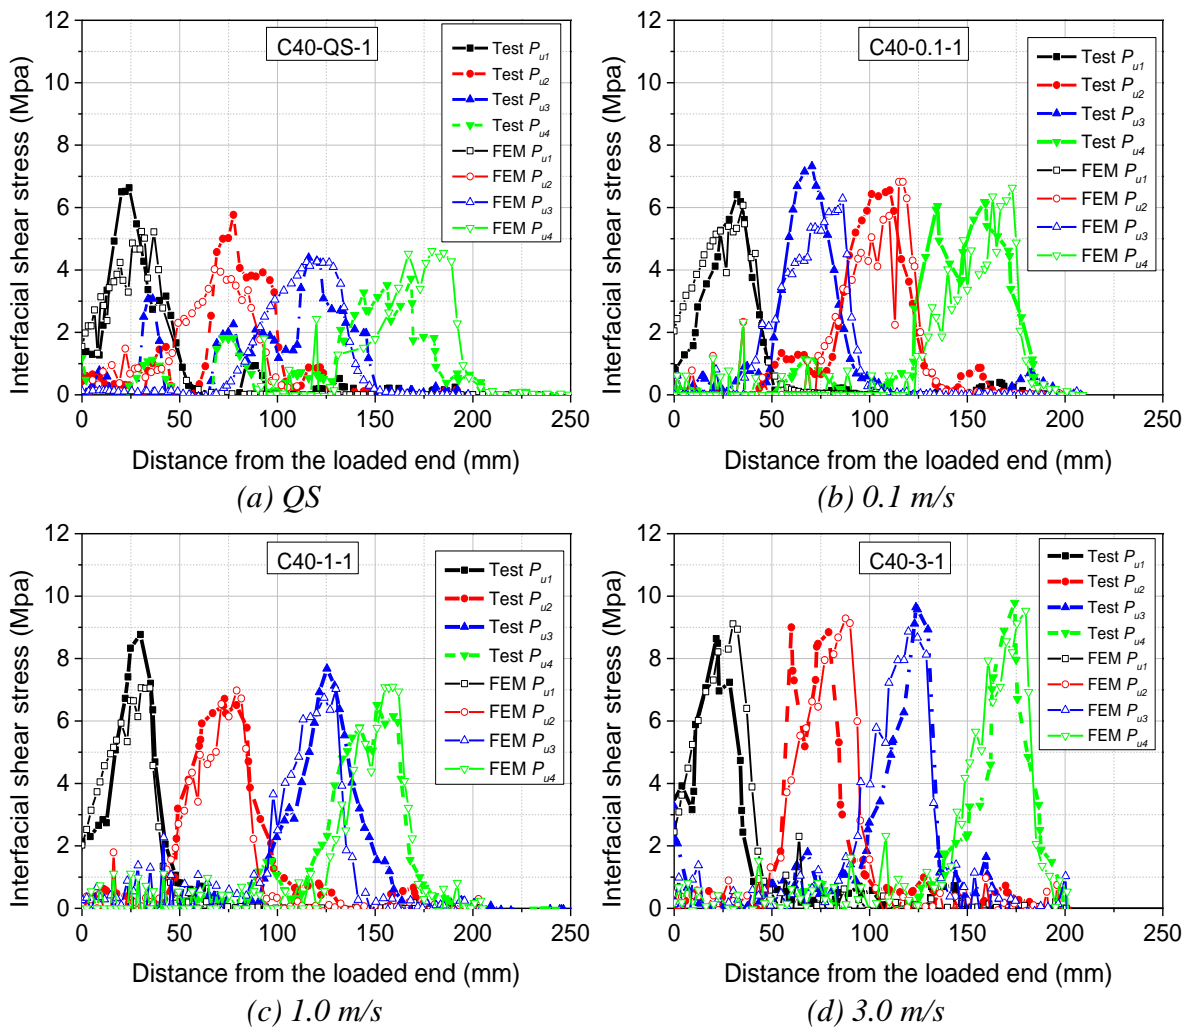 C40-QS-1
Interfacial shear stress (Mpa)
12
10
8
6
4
2
0
Test Pu1
Test Pu2
Test Pu3
Test Pu4
FEM Pu1
FEM Pu2
FEM Pu3
FEM Pu4
0 50 100 150 200 250
Distance from the loaded end (mm)
(a) QS
C40-0.1-1
Interfacial shear stress (Mpa)
12
10
8
6
4
2
0
Test Pu1
Test Pu2
Test Pu3
Test Pu4
FEM Pu1
FEM Pu2
FEM Pu3
FEM Pu4
0 50 100 150 200 250
Distance from the loaded end (mm)
(b) 0.1 m/s
C40-1-1
Interfacial shear stress (Mpa)
12
10
8
6
4
2
0
Test Pu1
Test Pu2
Test Pu3
Test Pu4
FEM Pu1
FEM Pu2
FEM Pu3
FEM Pu4
0 50 100 150 200 250
Distance from the loaded end (mm)
(c) 1.0 m/s
C40-3-1
Interfacial shear stress (Mpa)
12
10
8
6
4
2
0
Test Pu1
Test Pu2
Test Pu3
Test Pu4
FEM Pu1
FEM Pu2
FEM Pu3
FEM Pu4
0 50 100 150 200 250
Distance from the loaded end (mm)
(d) 3.0 m/s